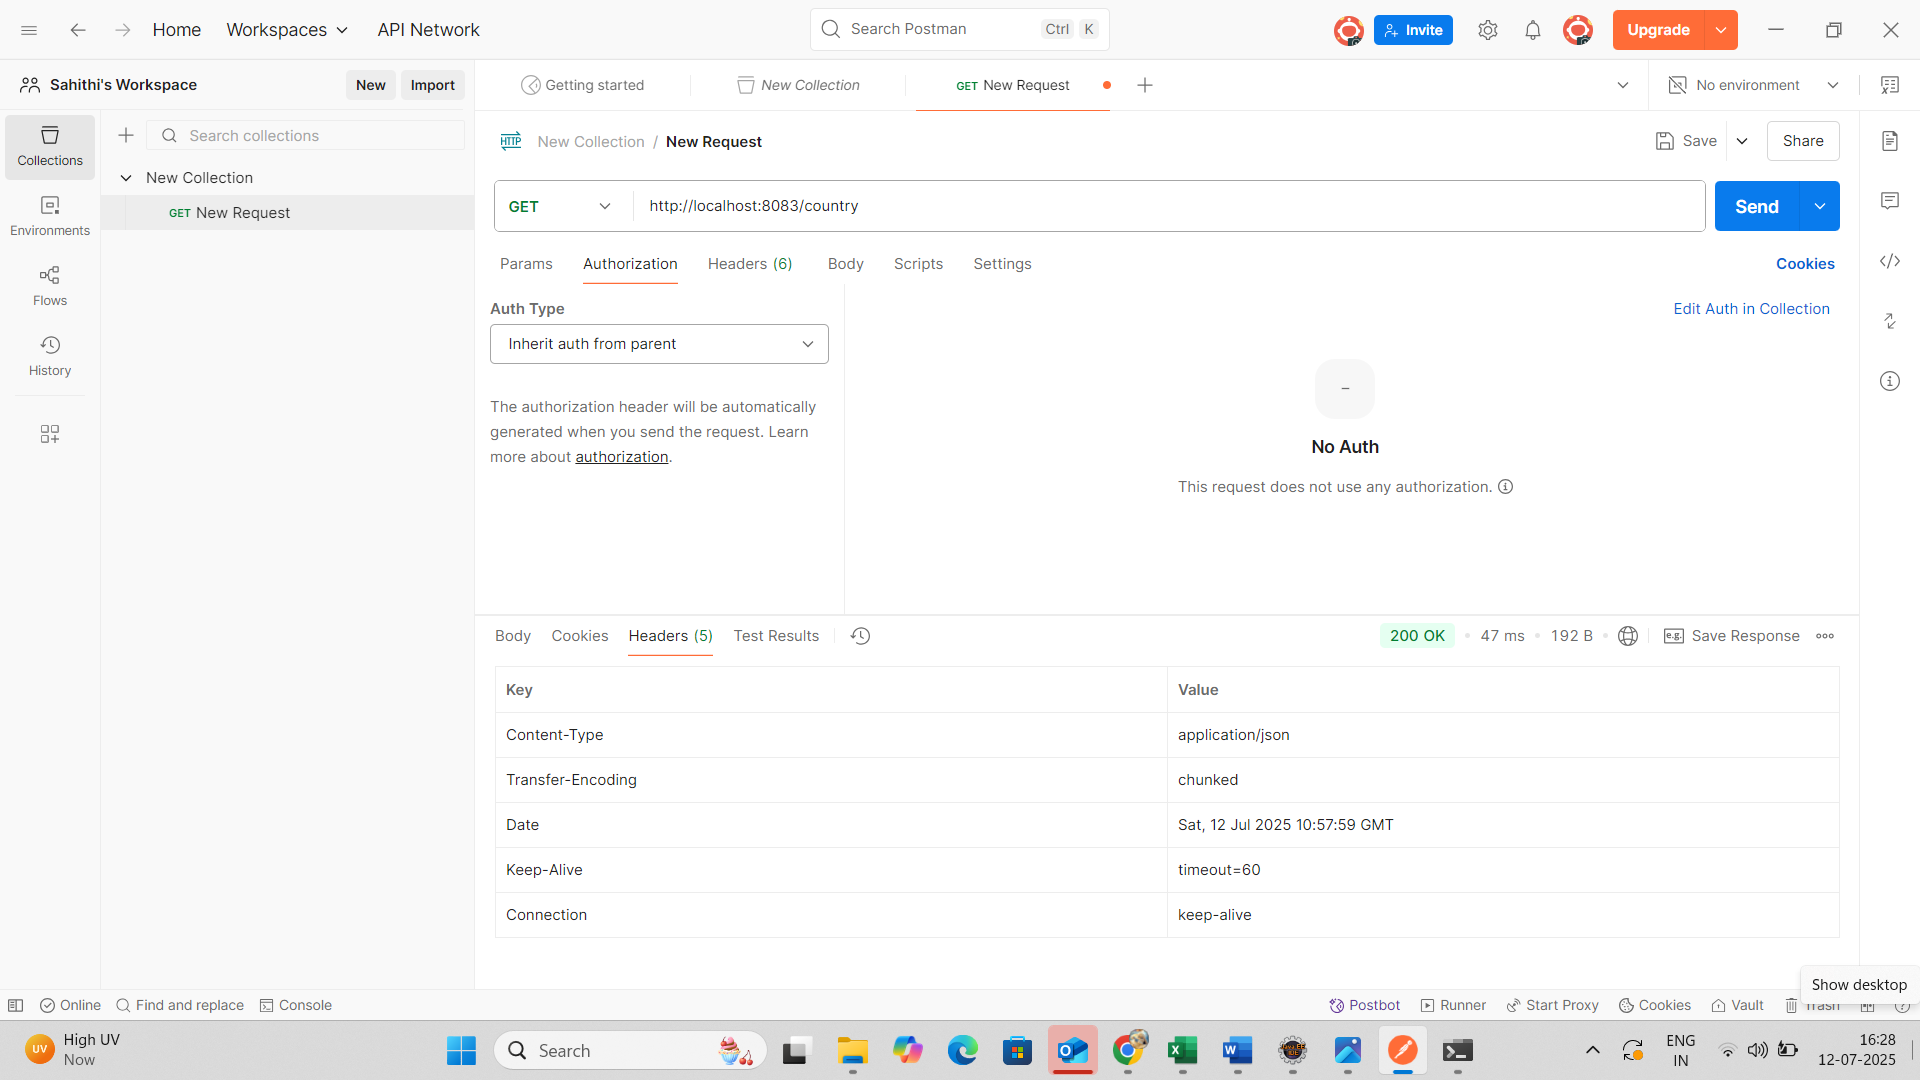 Home Workspaces API Network Search Postman Ctrl K Invite Upgrade
Sahithi's Workspace New Import Getting started New Collection GET New Request No environment
Collections Search collections New Collection / New Request Save Share
New Collection
GET New Request GET http://localhost:8083/country Send
Environments
Params Authorization Headers (6) Body Scripts Settings Cookies
Flows
Auth Type Edit Auth in Collection
Inherit auth from parent
History
The authorization header will be automatically
generated when you send the request. Learn
more about authorization.
–
No Auth
This request does not use any authorization.
Body Cookies Headers (5) Test Results 200 OK 47 ms 192 B e.g. Save Response
Key Value
Content-Type application/json
Transfer-Encoding chunked
Date Sat, 12 Jul 2025 10:57:59 GMT
Keep-Alive timeout=60
Connection keep-alive
Show desktop
Online Find and replace Console Postbot Runner Start Proxy Cookies Vault Trash
UV High UV
Now
Search
ENG
IN
16:28
12-07-2025